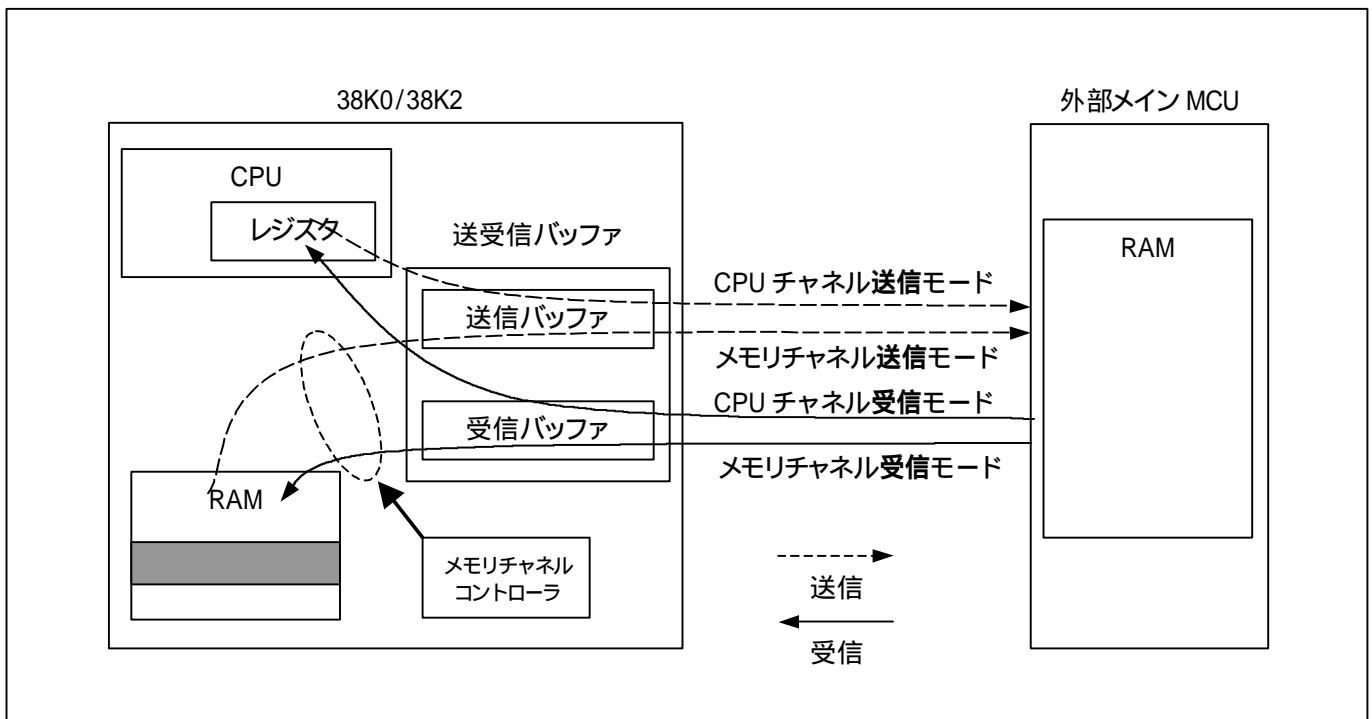 38K0/38K2
外部メイン MCU
CPU
レジスタ
送受信バッファ
RAM
CPU チャネル送信モード
送信バッファ
メモリチャネル送信モード
CPU チャネル受信モード
受信バッファ
メモリチャネル受信モード
RAM
メモリチャネル
コントローラ
送信
受信